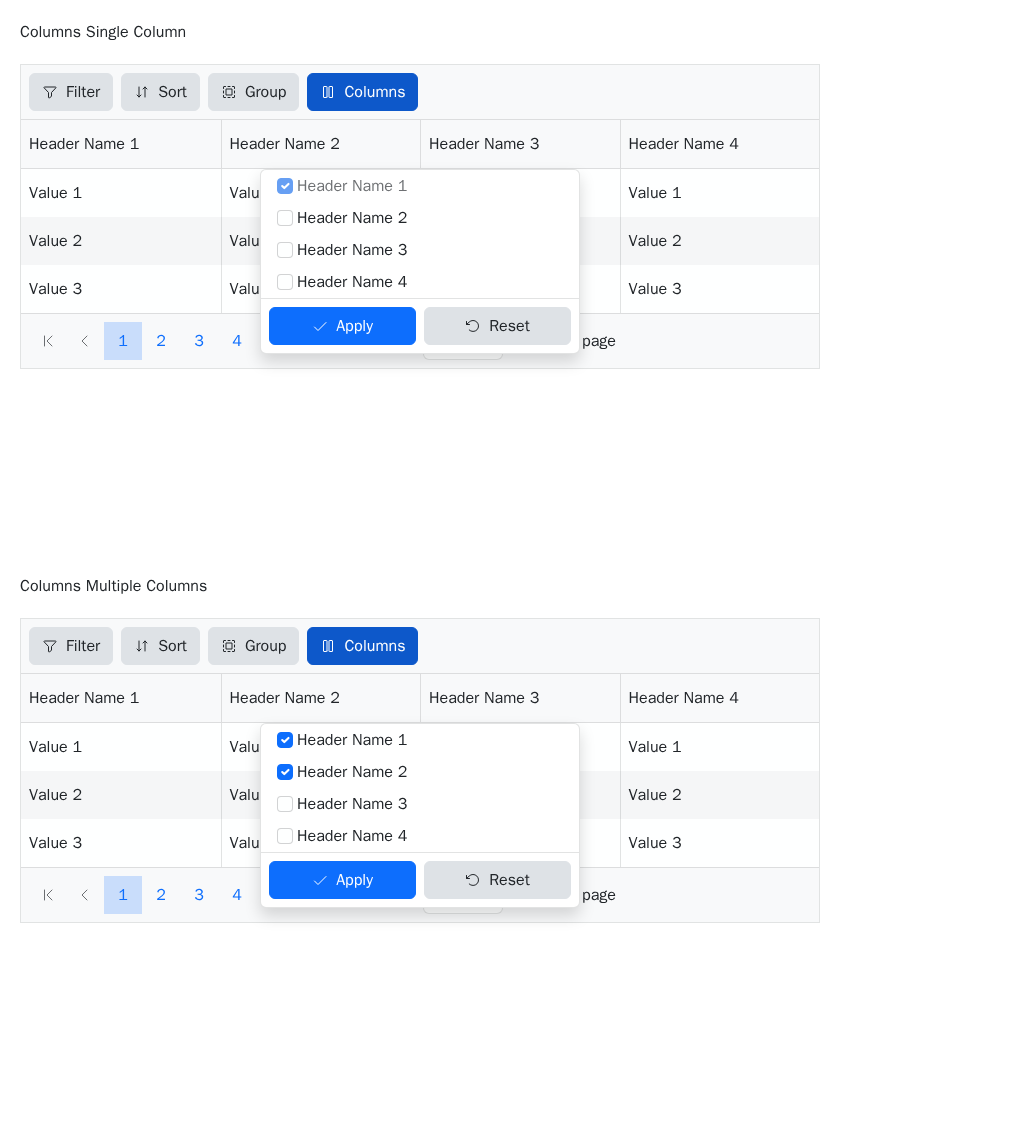 Columns Single Column
Filter Sort Group Columns
Header Name 1 Header Name 2 Header Name 3 Header Name 4
Value 1 Valu Header Name 1 Value 1
Header Name 2
Value 2 Valu Header Name 3 Value 2
Value 3 Valu Header Name 4 Value 3
Apply Reset
1 2 3 4 page
Columns Multiple Columns
Filter Sort Group Columns
Header Name 1 Header Name 2 Header Name 3 Header Name 4
Value 1 Valu Header Name 1 Value 1
Header Name 2
Value 2 Valu Header Name 3 Value 2
Value 3 Valu Header Name 4 Value 3
Apply Reset
1 2 3 4 page